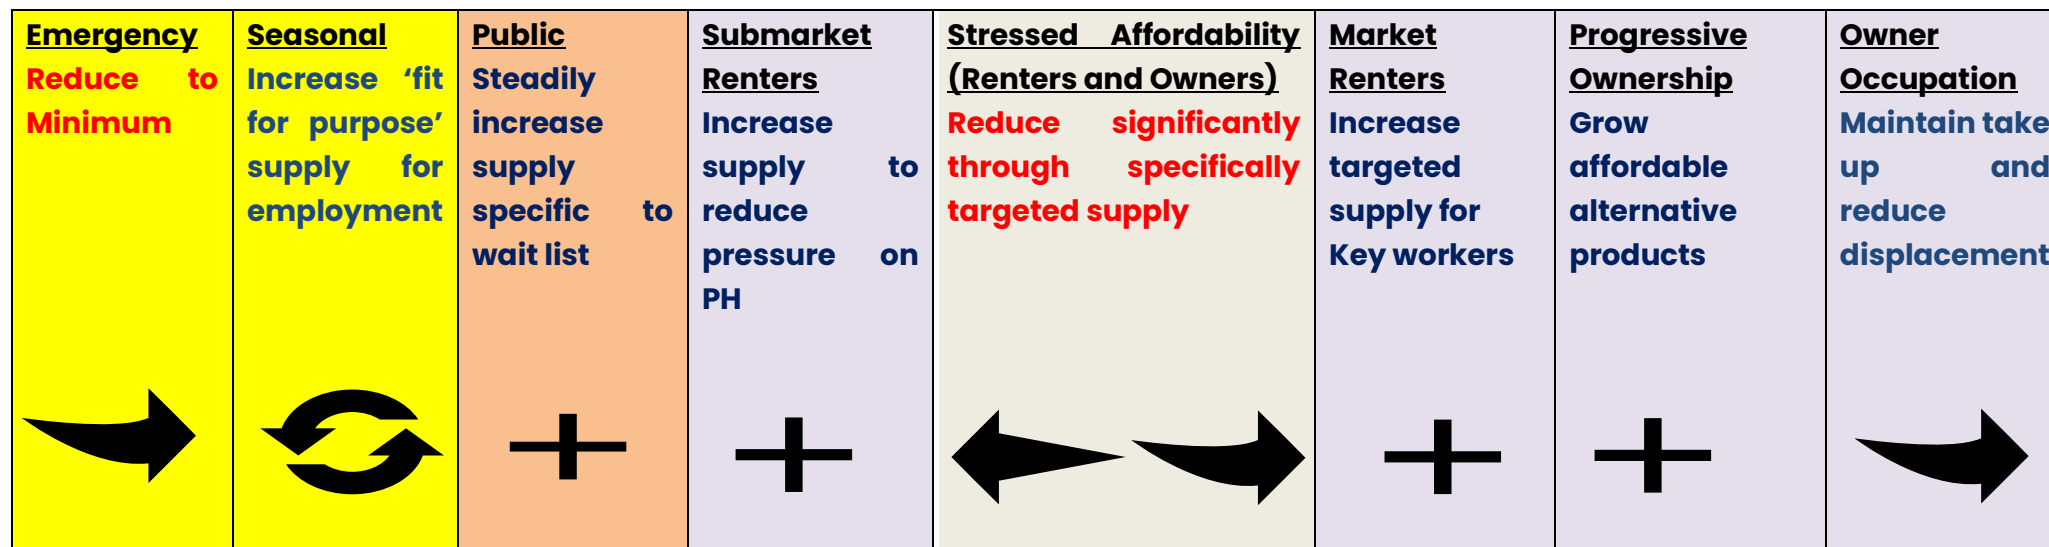 Emergency
Reduce to
Minimum
Seasonal
Increase ‘fit
for purpose’
supply for
employment
Public
Steadily
increase
supply
specific to
wait list
Submarket
Renters
Increase
supply to
reduce
pressure on
PH
Stressed Affordability
(Renters and Owners)
Reduce significantly
through specifically
targeted supply
Market
Renters
Increase
targeted
supply for
Key workers
Progressive
Ownership
Grow
affordable
alternative
products
Owner
Occupation
Maintain take
up and
reduce
displacement